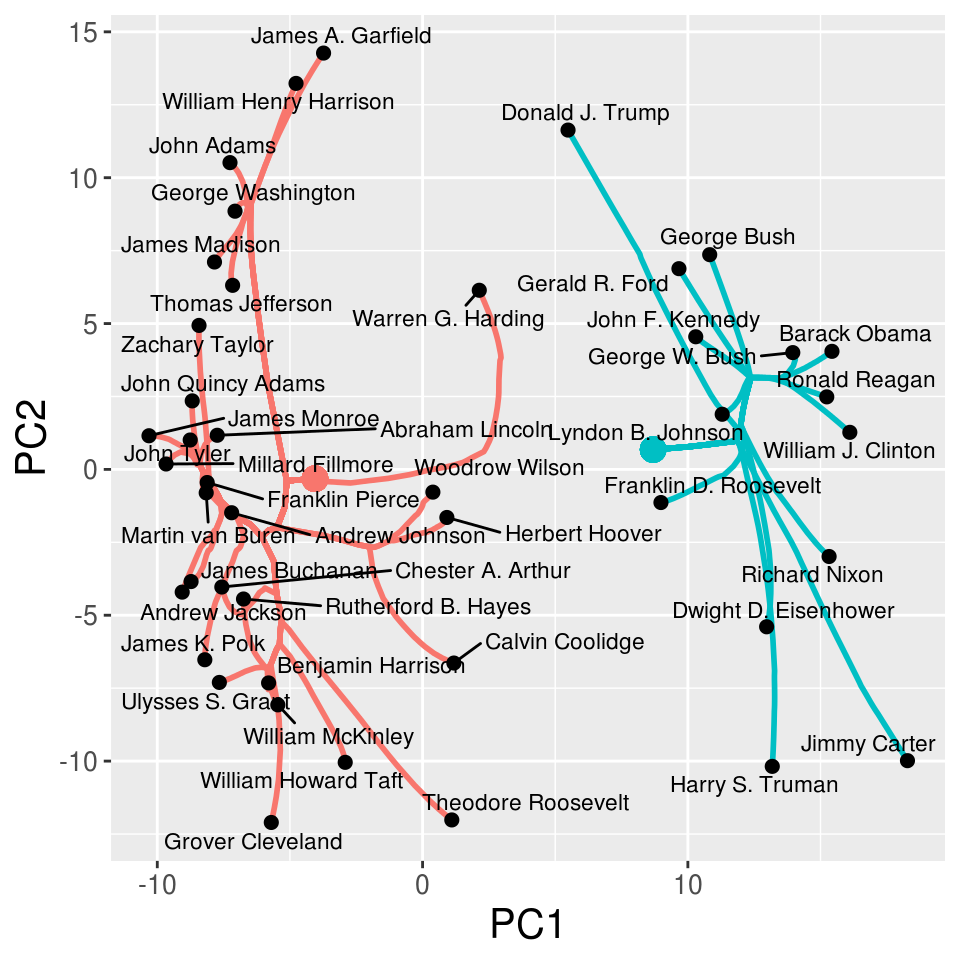 15
James A. Garfield
William Henry Harrison
Donald J. Trump
John Adams
10
George Washington
George Bush
James Madison
Gerald R. Ford
Thomas Jefferson
5
Warren G. Harding
John F. Kennedy
Barack Obama
Zachary Taylor
George W. Bush
John Quincy Adams
Ronald Reagan
James Monroe
Abraham Lincoln
Lyndon B. Johnson
John Tyler
William J. Clinton
0
Millard Fillmore
Woodrow Wilson
Franklin Pierce
Franklin D. Roosevelt
Martin van Buren
Andrew Johnson
Herbert Hoover
James Buchanan
Chester A. Arthur
Richard Nixon
-5
Andrew Jackson
Rutherford B. Hayes
Dwight D. Eisenhower
James K. Polk
Calvin Coolidge
Benjamin Harrison
Ulysses S. Grant
William McKinley
Jimmy Carter
-10
William Howard Taft
Harry S. Truman
Theodore Roosevelt
Grover Cleveland
-10
0
10
PC1
PC2